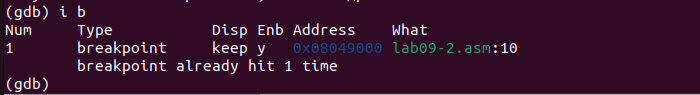 (gdb) i b
Num     Type           Disp Enb Address    What
1       breakpoint     keep y   0x08049000 lab09-2.asm:10
        breakpoint already hit 1 time
(gdb)